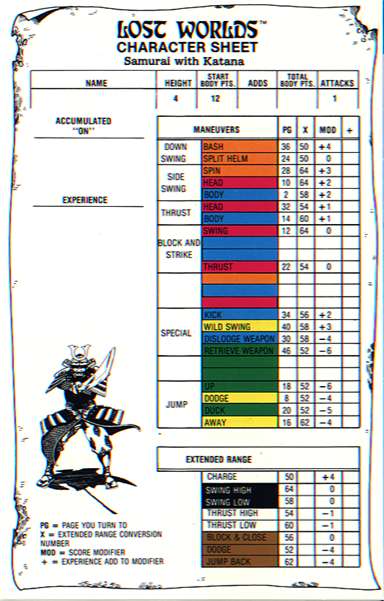 LOST WORLDS™
CHARACTER SHEET
Samurai with Katana
NAME HEIGHT START BODY PTS. ADDS TOTAL BODY PTS. ATTACKS
4 12 1
ACCUMULATED
"ON"
EXPERIENCE
MANEUVERS PG X MOD +
DOWN SWING BASH 36 50 +4
SPLIT HELM 24 50 0
SIDE SWING SPIN 28 64 +3
HEAD 10 64 +2
BODY 2 58 +2
THRUST HEAD 32 54 +1
BODY 14 60 +1
BLOCK AND STRIKE SWING 12 64 0
THRUST 22 54 0
SPECIAL KICK 34 56 +2
WILD SWING 40 58 +3
DISLODGE WEAPON 30 58 −4
RETRIEVE WEAPON 46 52 −6
JUMP UP 18 52 −6
DODGE 8 52 −4
DUCK 20 52 −5
AWAY 16 62 −4
EXTENDED RANGE
CHARGE 50 +4
SWING HIGH 64 0
SWING LOW 58 0
THRUST HIGH 54 −1
THRUST LOW 60 −1
BLOCK & CLOSE 56 0
DODGE 52 −4
JUMP BACK 62 −4
PG = PAGE YOU TURN TO
X = EXTENDED RANGE CONVERSION
NUMBER
MOD = SCORE MODIFIER
+ = EXPERIENCE ADD TO MODIFIER